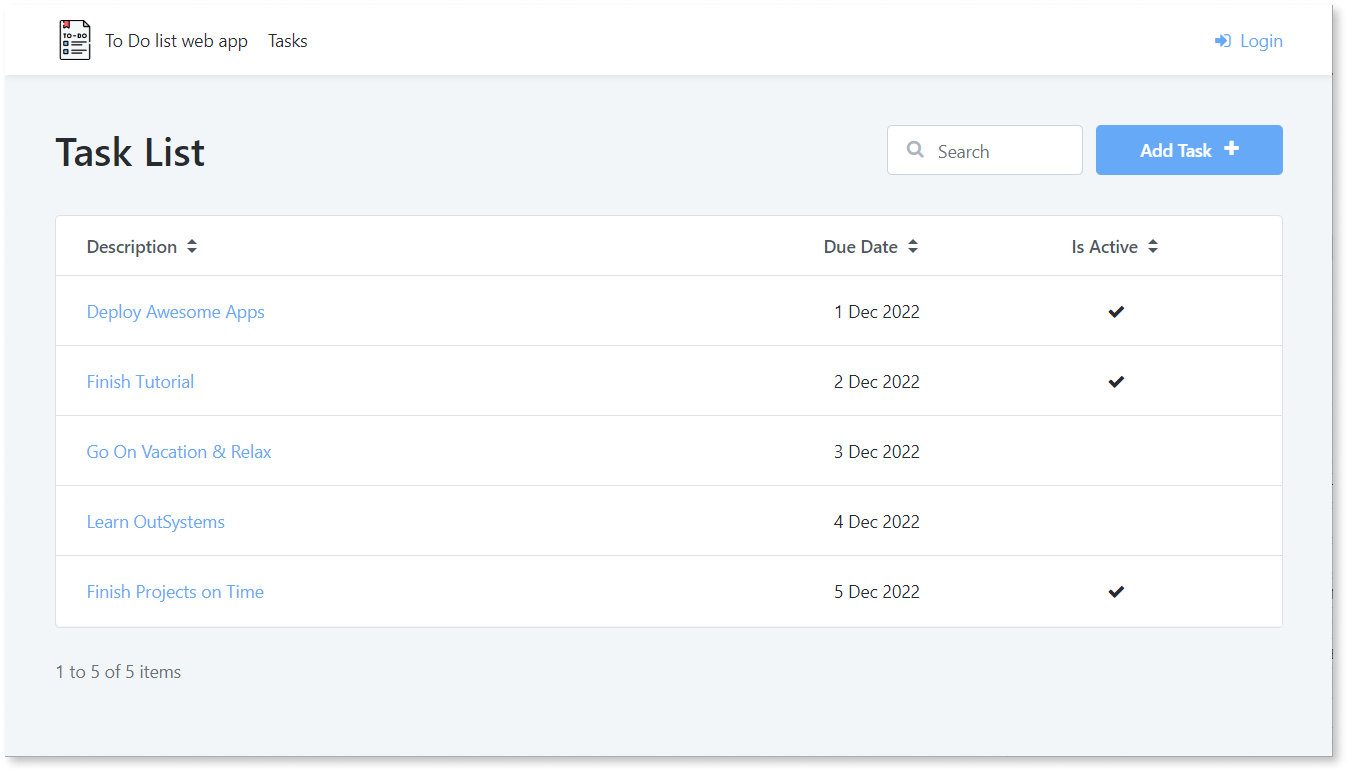 TO-DO
To Do list web app Tasks Login
Task List Search Add Task
Description Due Date Is Active
Deploy Awesome Apps 1 Dec 2022
Finish Tutorial 2 Dec 2022
Go On Vacation & Relax 3 Dec 2022
Learn OutSystems 4 Dec 2022
Finish Projects on Time 5 Dec 2022
1 to 5 of 5 items